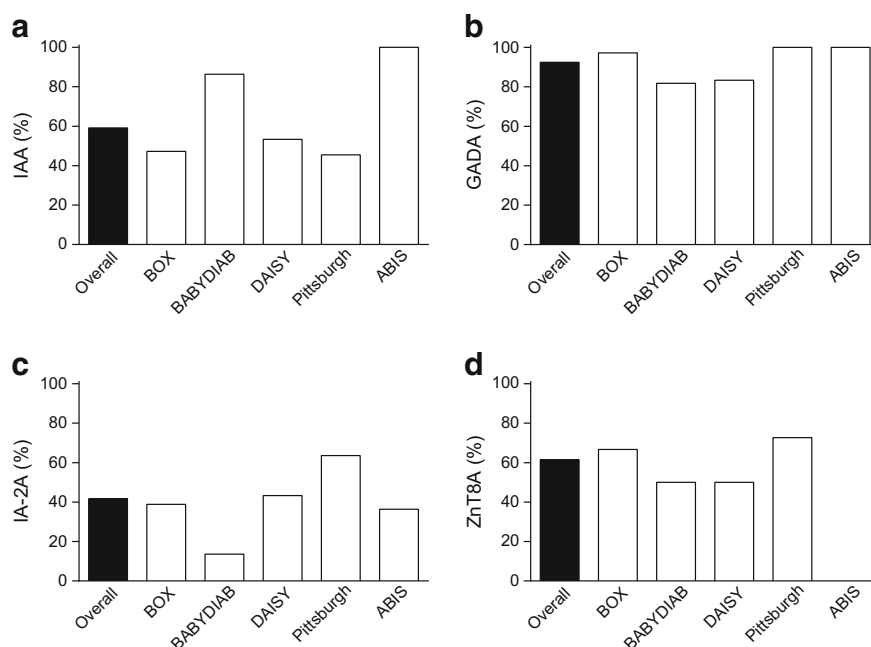 a
IAA (%)
100
80
60
40
20
0
Overall
BOX
BABYDIAB
DAISY
Pittsburgh
ABIS
b
GADA (%)
100
80
60
40
20
0
Overall
BOX
BABYDIAB
DAISY
Pittsburgh
ABIS
c
IA-2A (%)
100
80
60
40
20
0
Overall
BOX
BABYDIAB
DAISY
Pittsburgh
ABIS
d
ZnT8A (%)
100
80
60
40
20
0
Overall
BOX
BABYDIAB
DAISY
Pittsburgh
ABIS